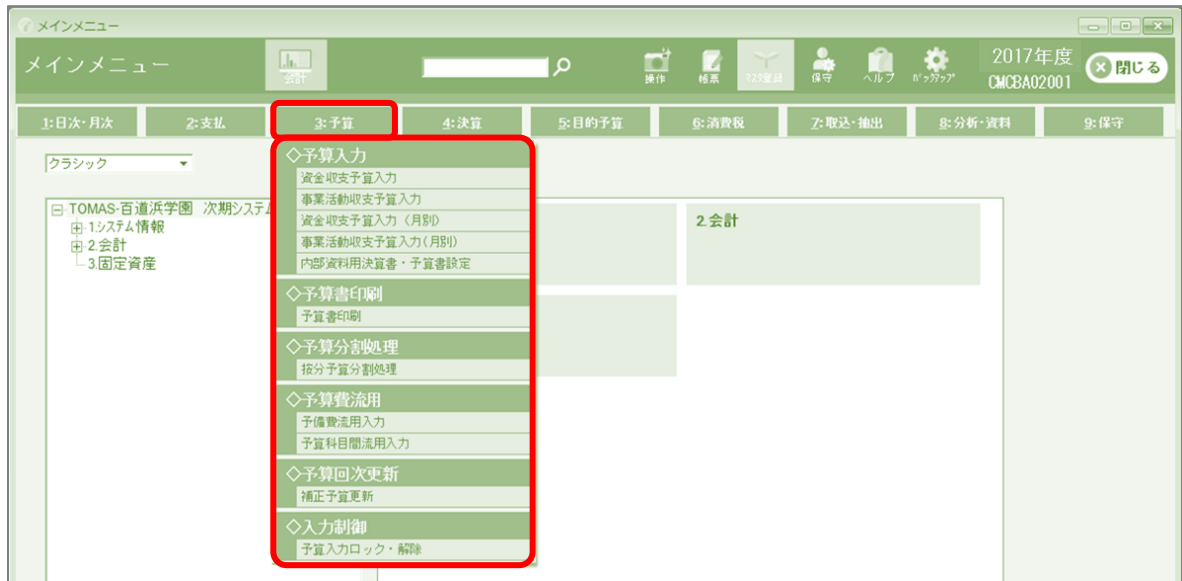 メインメニュー
メインメニュー
会計
操作
帳票
マスタ登録
保守
ヘルプ
ﾊﾞｯｸｱｯﾌﾟ
2017年度
CMCBA02001
閉じる
1:日次・月次
2:支払
3:予算
4:決算
5:目的予算
6:消費税
7:取込・抽出
8:分析・資料
9:保守
クラシック
TOMAS-百道浜学園 次期システム
1.システム情報
2.会計
3.固定資産
◇予算入力
資金収支予算入力
事業活動収支予算入力
資金収支予算入力（月別）
事業活動収支予算入力(月別)
内部資料用決算書・予算書設定
◇予算書印刷
予算書印刷
◇予算分割処理
按分予算分割処理
◇予算費流用
予備費流用入力
予算科目間流用入力
◇予算回次更新
補正予算更新
◇入力制御
予算入力ロック・解除
2.会計